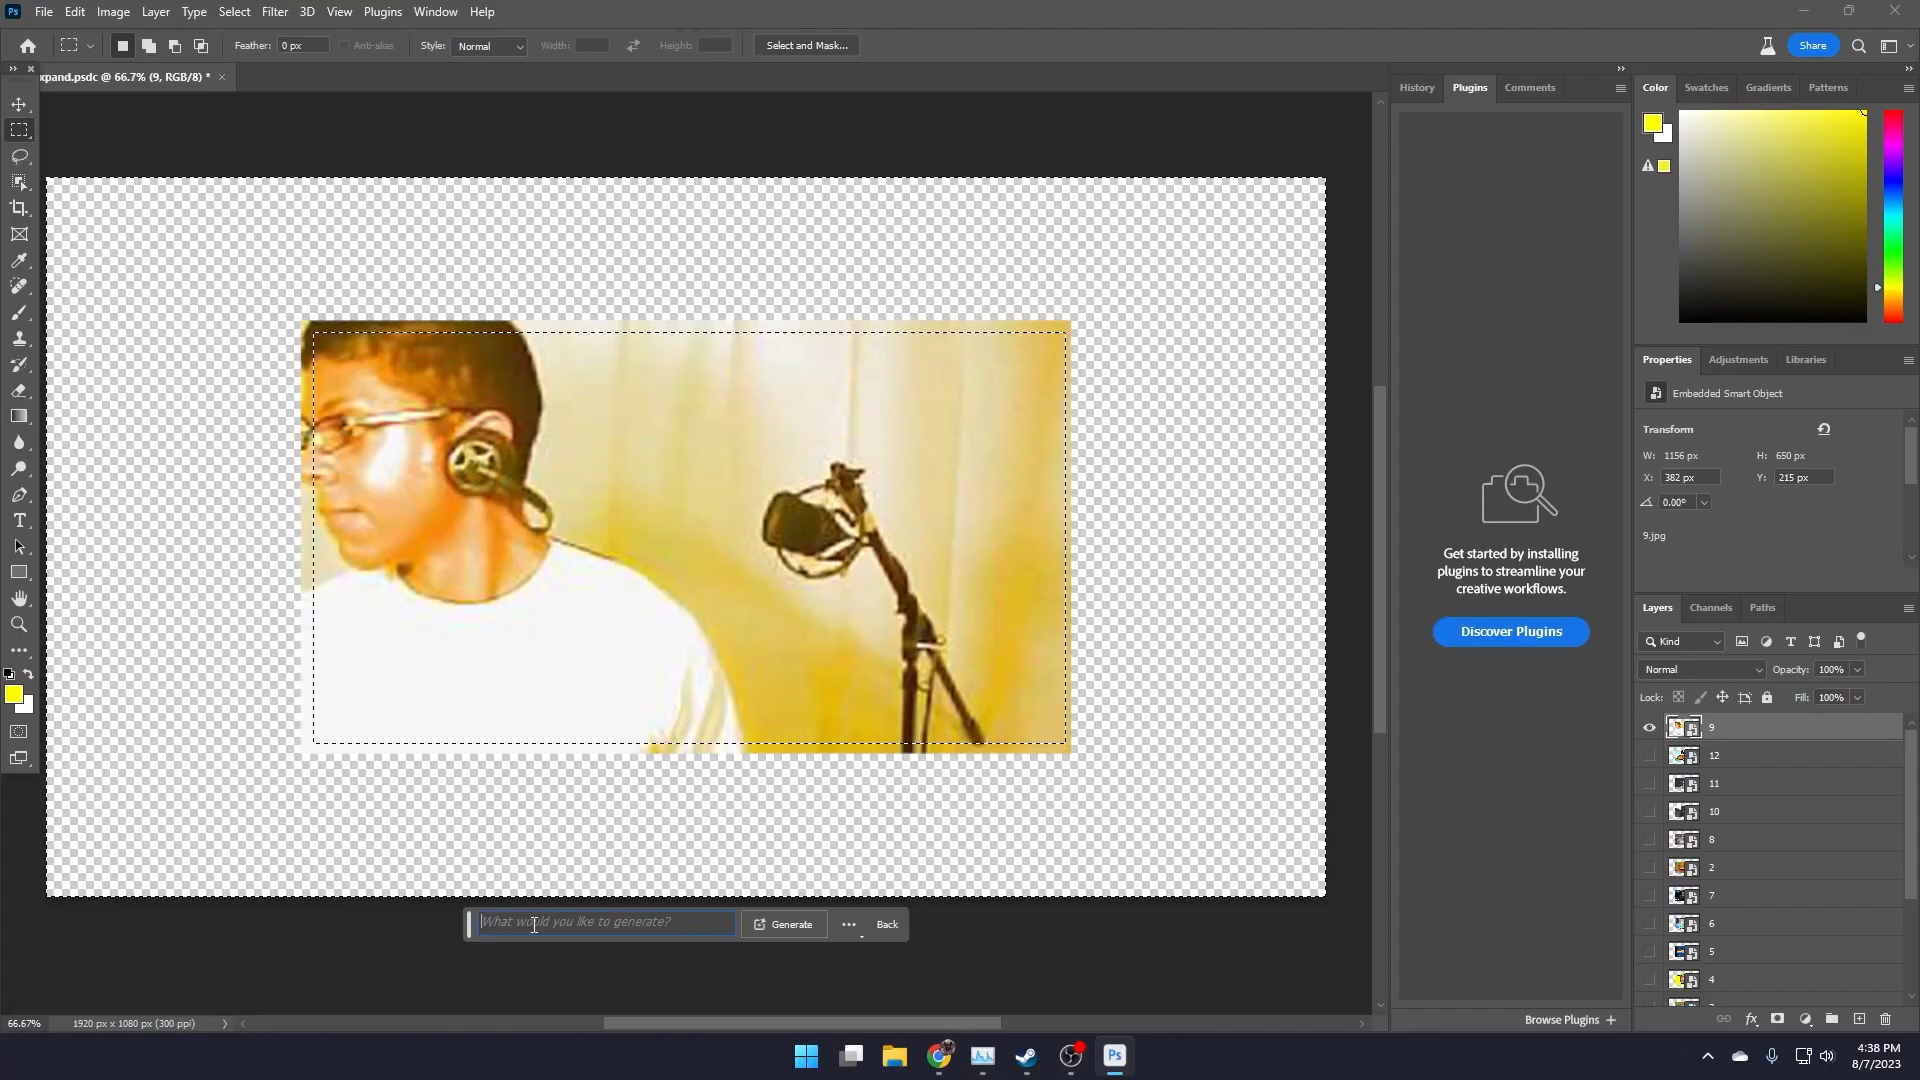 Ps File Edit Image Layer Type Select Filter 3D View Plugins Window Help
Feather: 0 px Anti-alias Style: Normal Width: Height: Select and Mask... Share
xpand.psdc @ 66.7% (9, RGB/8) * ×
History Plugins Comments
Color Swatches Gradients Patterns
Properties Adjustments Libraries
Embedded Smart Object
Transform
W: 1156 px H: 650 px
X: 382 px Y: 215 px
0.00°
9.jpg
Get started by installing
plugins to streamline your
creative workflows.
Discover Plugins
Browse Plugins +
Layers Channels Paths
Kind
Normal Opacity: 100%
Lock: Fill: 100%
9
12
11
10
8
2
7
6
5
4
fx
What would you like to generate?
Generate
Back
66.67% 1920 px x 1080 px (300 ppi)
Ps
4:38 PM
8/7/2023